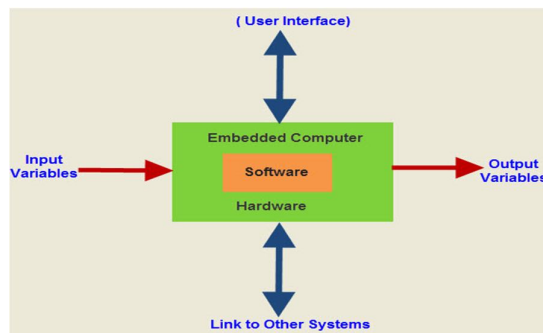 ( User Interface)
Embedded Computer
Input
Variables
Software
Output
Variables
Hardware
Link to Other Systems